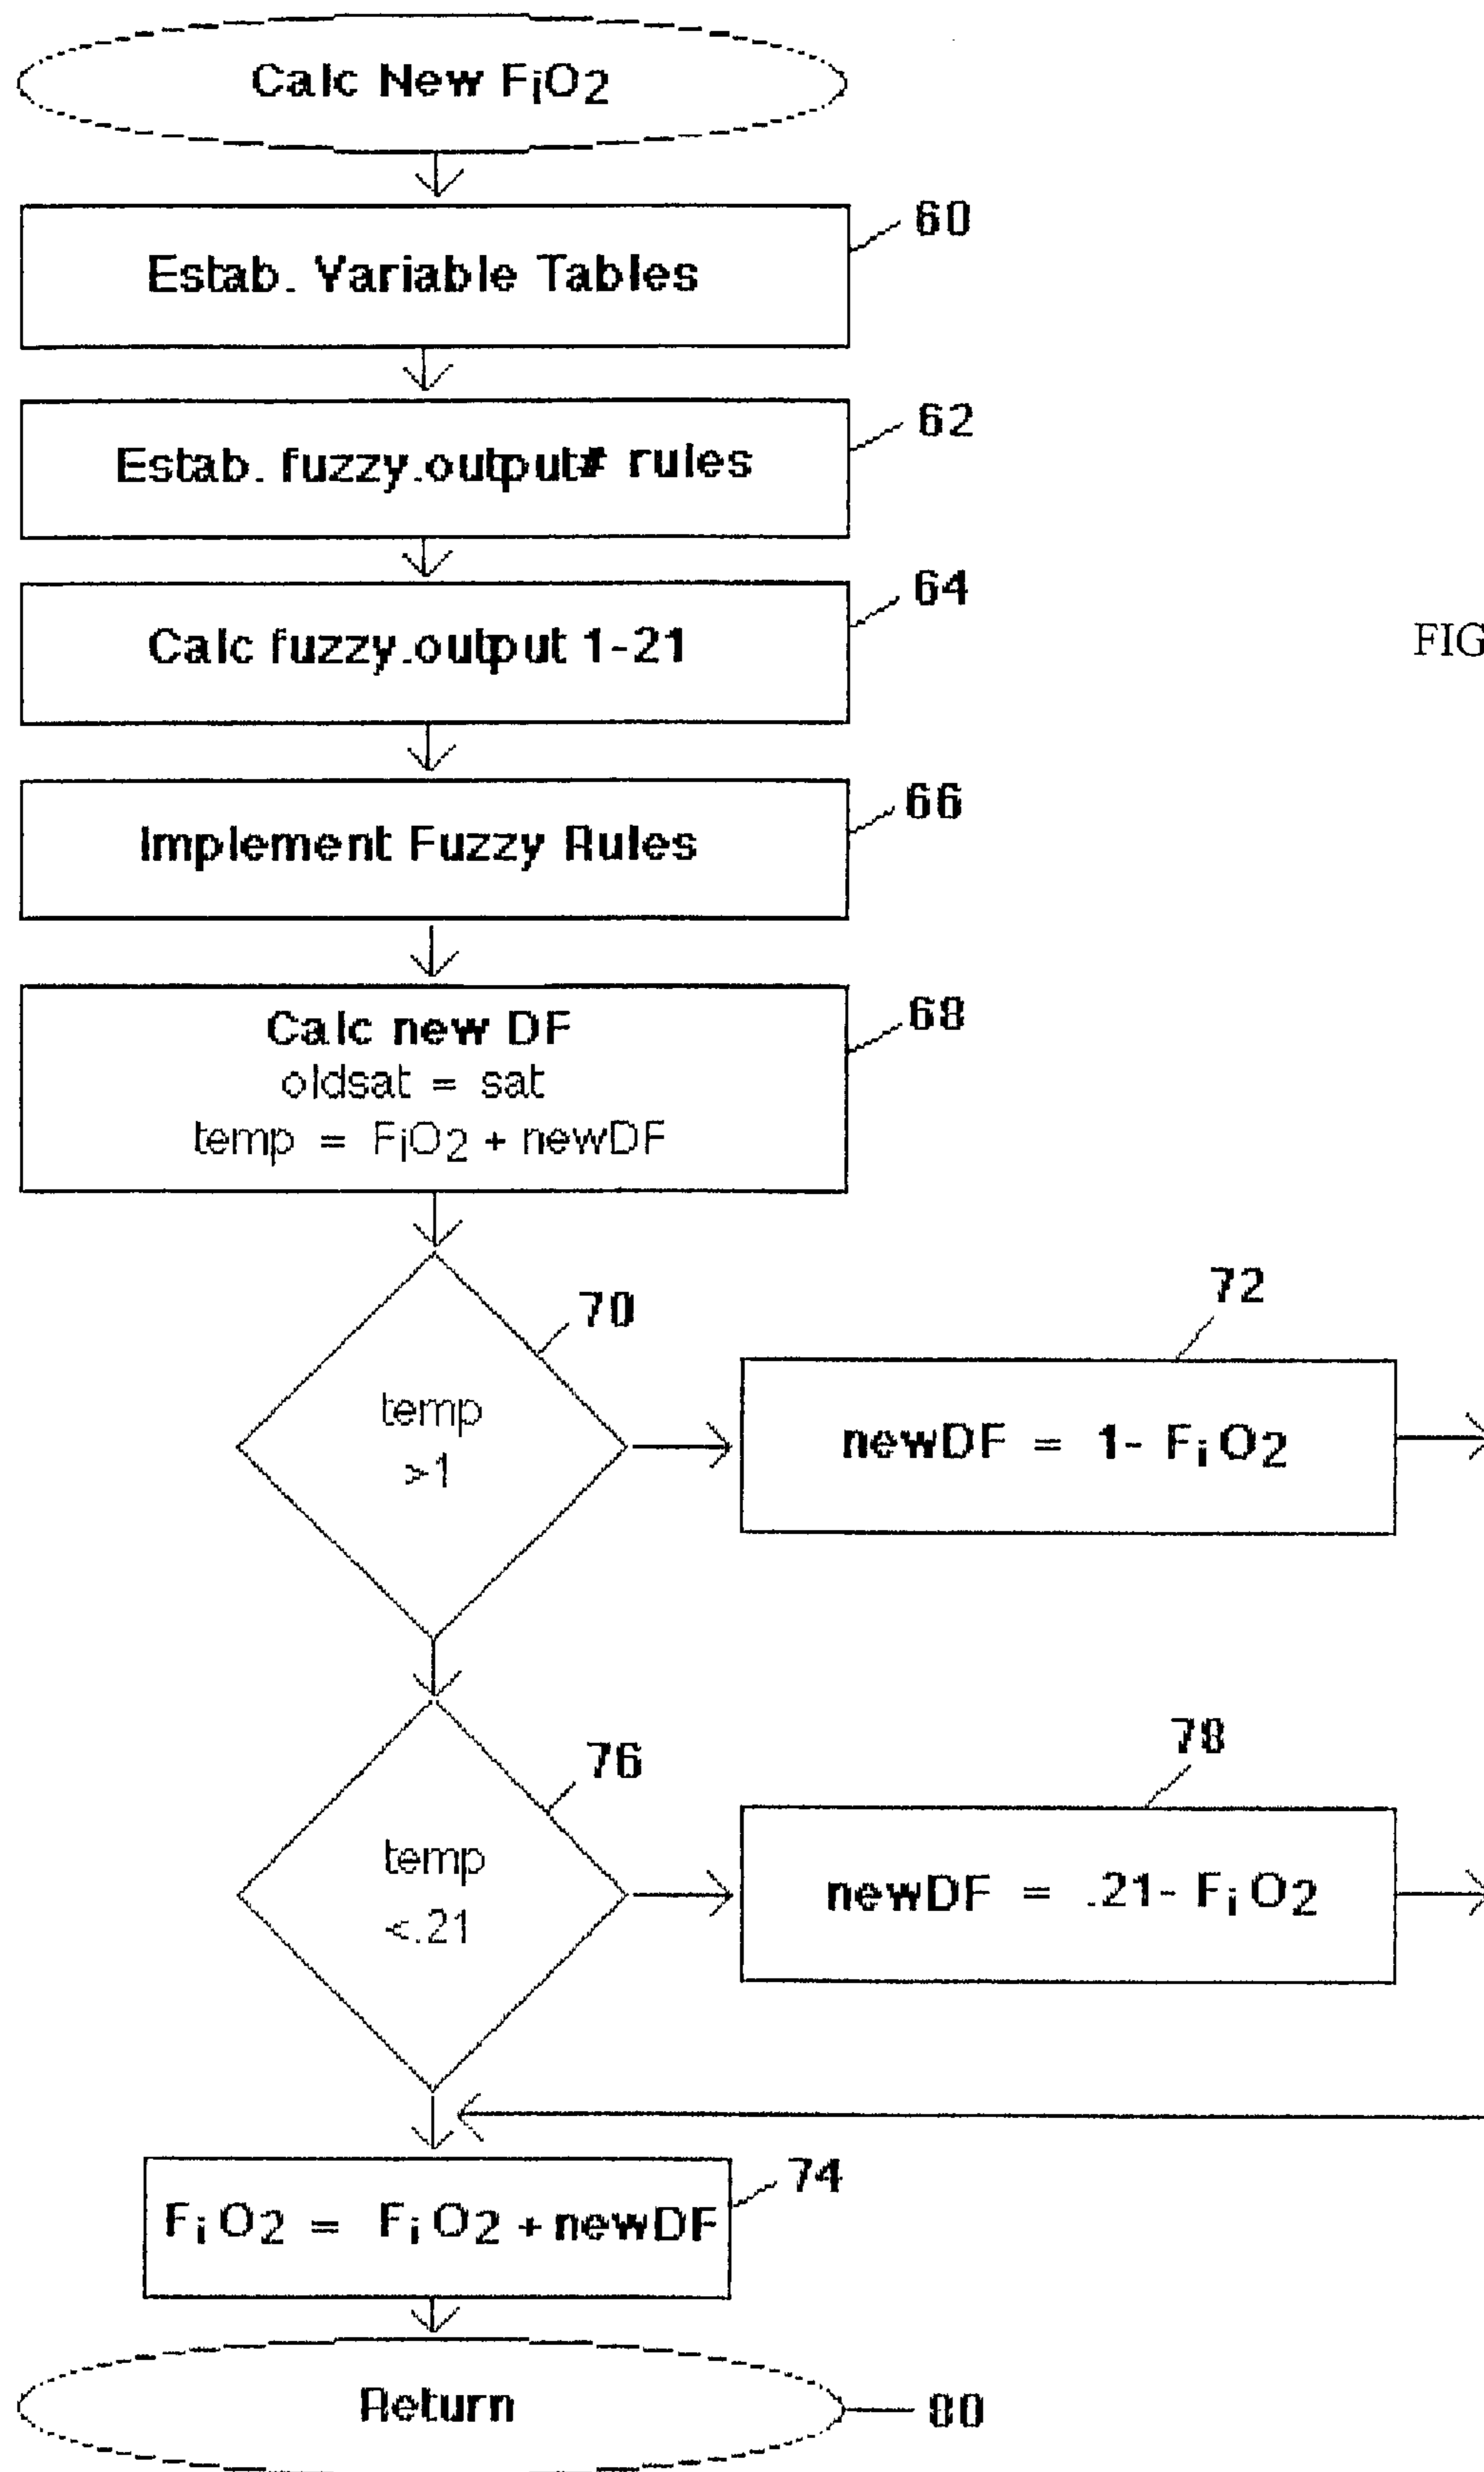 Calc New FiO2
60
Estab. Variable Tables
62
Estab. fuzzy.output# rules
64
Calc fuzzy.output 1-21
FIG
66
Implement Fuzzy Rules
68
Calc new DF
oldsat = sat
temp = FiO2 + newDF
70
temp
>1
72
newDF = 1- FiO2
76
temp
<.21
78
newDF = .21- FiO2
74
FiO2 = FiO2 + newDF
Return
80